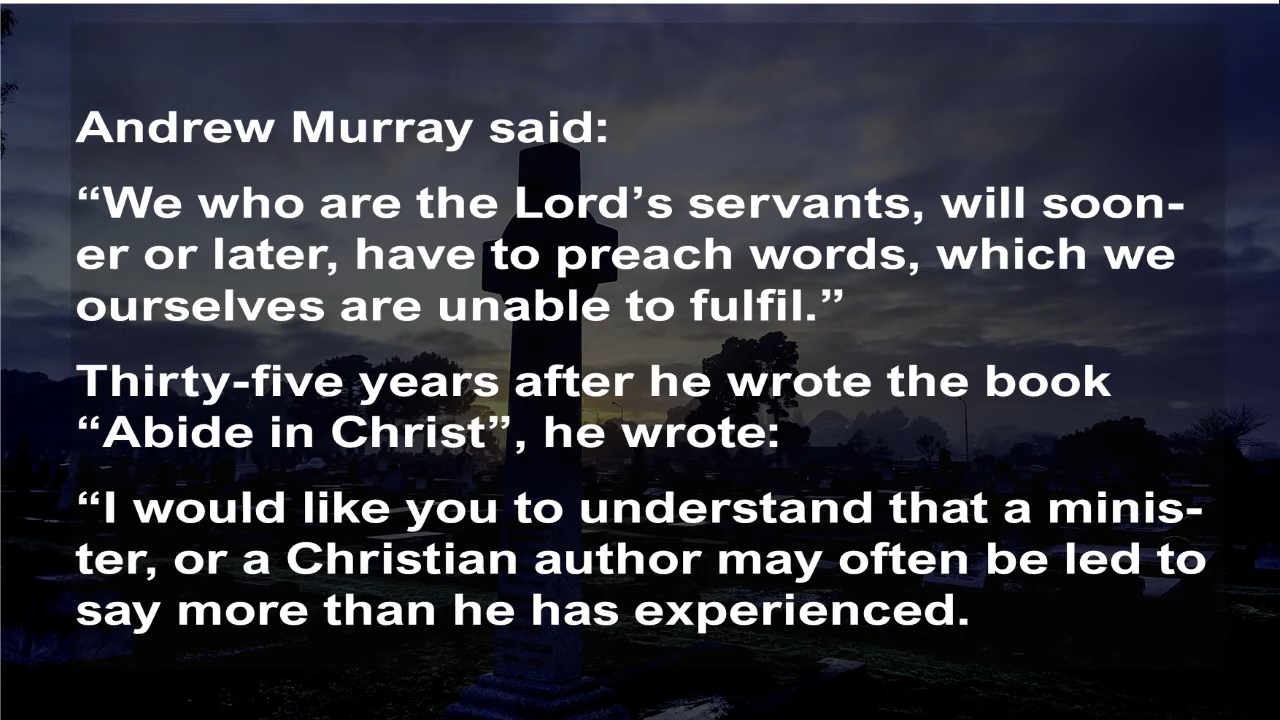 Andrew Murray said:
“We who are the Lord’s servants, will soon-
er or later, have to preach words, which we
ourselves are unable to fulfil.”
Thirty-five years after he wrote the book
“Abide in Christ”, he wrote:
“I would like you to understand that a minis-
ter, or a Christian author may often be led to
say more than he has experienced.